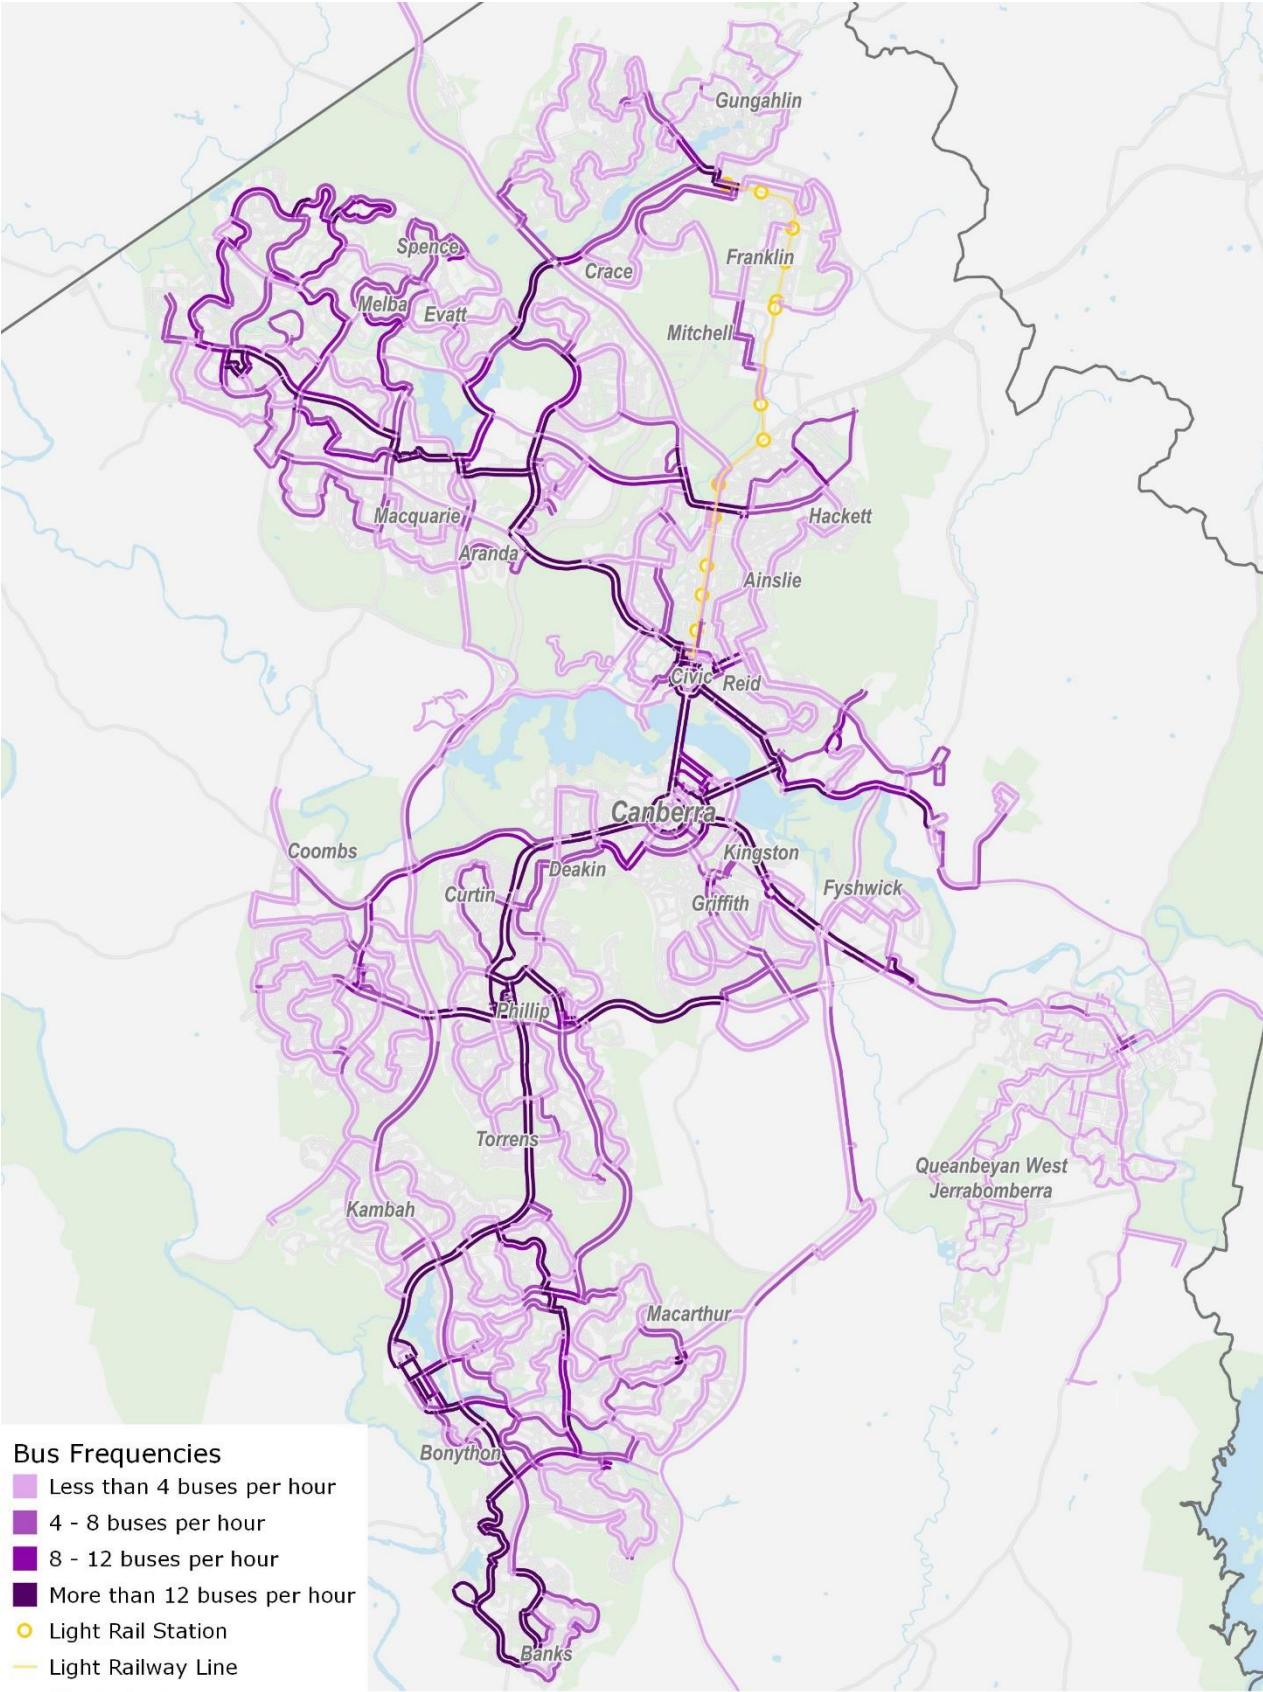 Gungahlin
Spence
Crace
Franklin
Melba
Evatt
Mitchell
Macquarie
Hackett
Aranda
Ainslie
Civic
Reid
Canberra
Coombs
Kingston
Deakin
Curtin
Fyshwick
Griffith
Phillip
Torrens
Queanbeyan West
Jerrabomberra
Kambah
Macarthur
Bonython
Banks
Bus Frequencies
Less than 4 buses per hour
4 - 8 buses per hour
8 - 12 buses per hour
More than 12 buses per hour
Light Rail Station
Light Railway Line